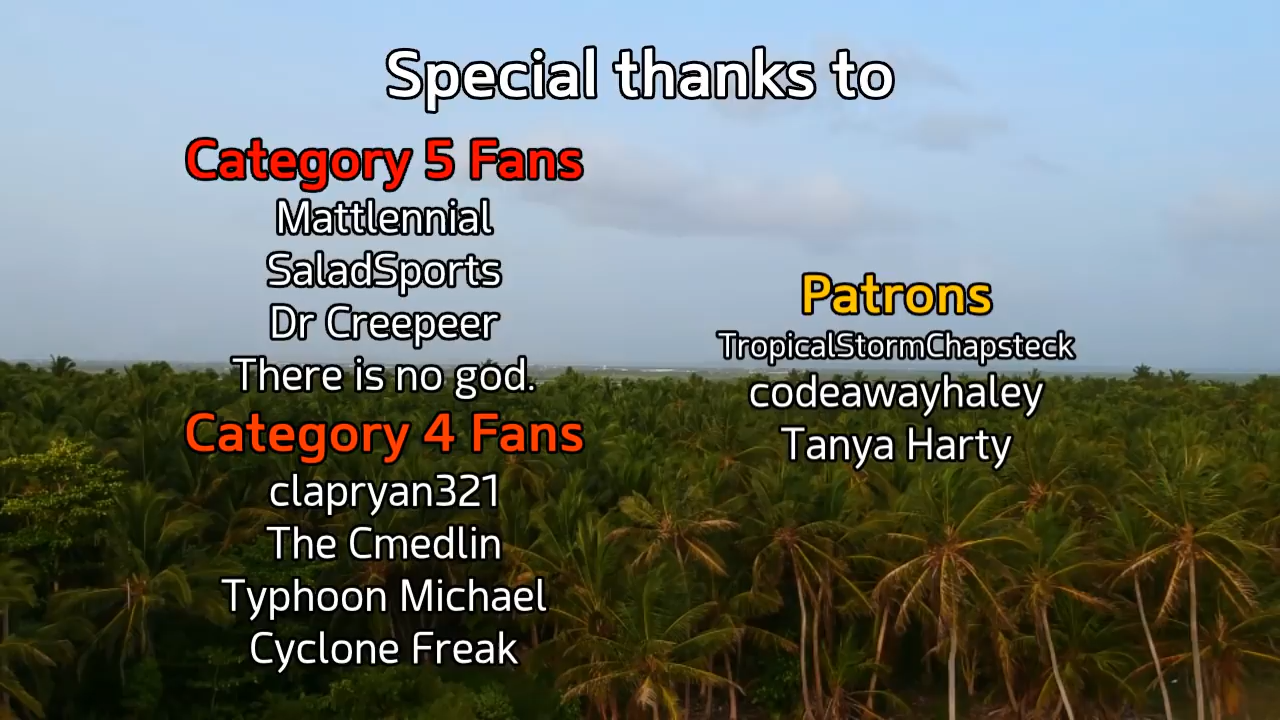 Special thanks to
Category 5 Fans
Mattlennial
SaladSports
Dr Creepeer
There is no god.
Category 4 Fans
clapryan321
The Cmedlin
Typhoon Michael
Cyclone Freak
Patrons
TropicalStormChapsteck
codeawayhaley
Tanya Harty